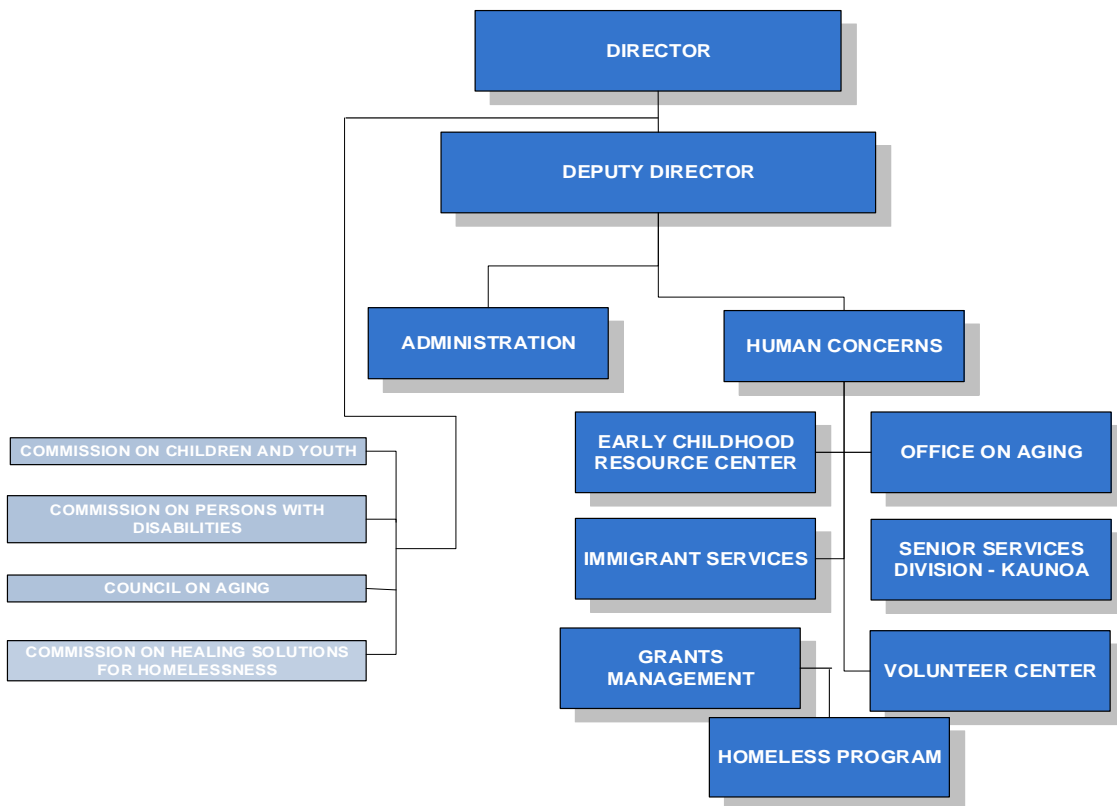 DIRECTOR
DEPUTY DIRECTOR
ADMINISTRATION
HUMAN CONCERNS
EARLY CHILDHOOD
RESOURCE CENTER
OFFICE ON AGING
COMMISSION ON CHILDREN AND YOUTH
COMMISSION ON PERSONS WITH
DISABILITIES
IMMIGRANT SERVICES
SENIOR SERVICES
DIVISION - KAUNOA
COUNCIL ON AGING
COMMISSION ON HEALING SOLUTIONS
FOR HOMELESSNESS
GRANTS
MANAGEMENT
VOLUNTEER CENTER
HOMELESS PROGRAM